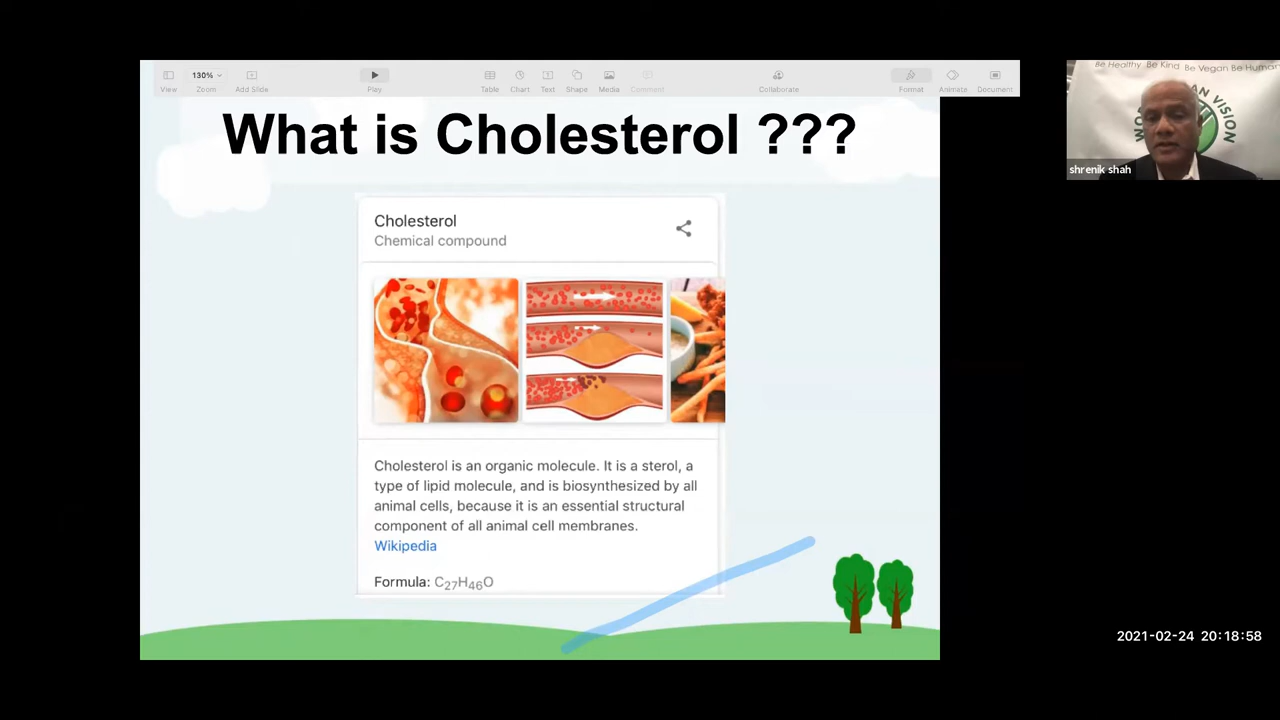 130%
View
Zoom
Add Slide
Play
Table
Chart
Text
Shape
Media
Comment
Collaborate
Format
Animate
Document
What is Cholesterol ???
Cholesterol
Chemical compound
Cholesterol is an organic molecule. It is a sterol, a
type of lipid molecule, and is biosynthesized by all
animal cells, because it is an essential structural
component of all animal cell membranes.
Wikipedia
Formula: C₂₇H₄₆O
Be Healthy Be Kind Be Vegan Be Human
VISION
shrenik shah
2021-02-24 20:18:58